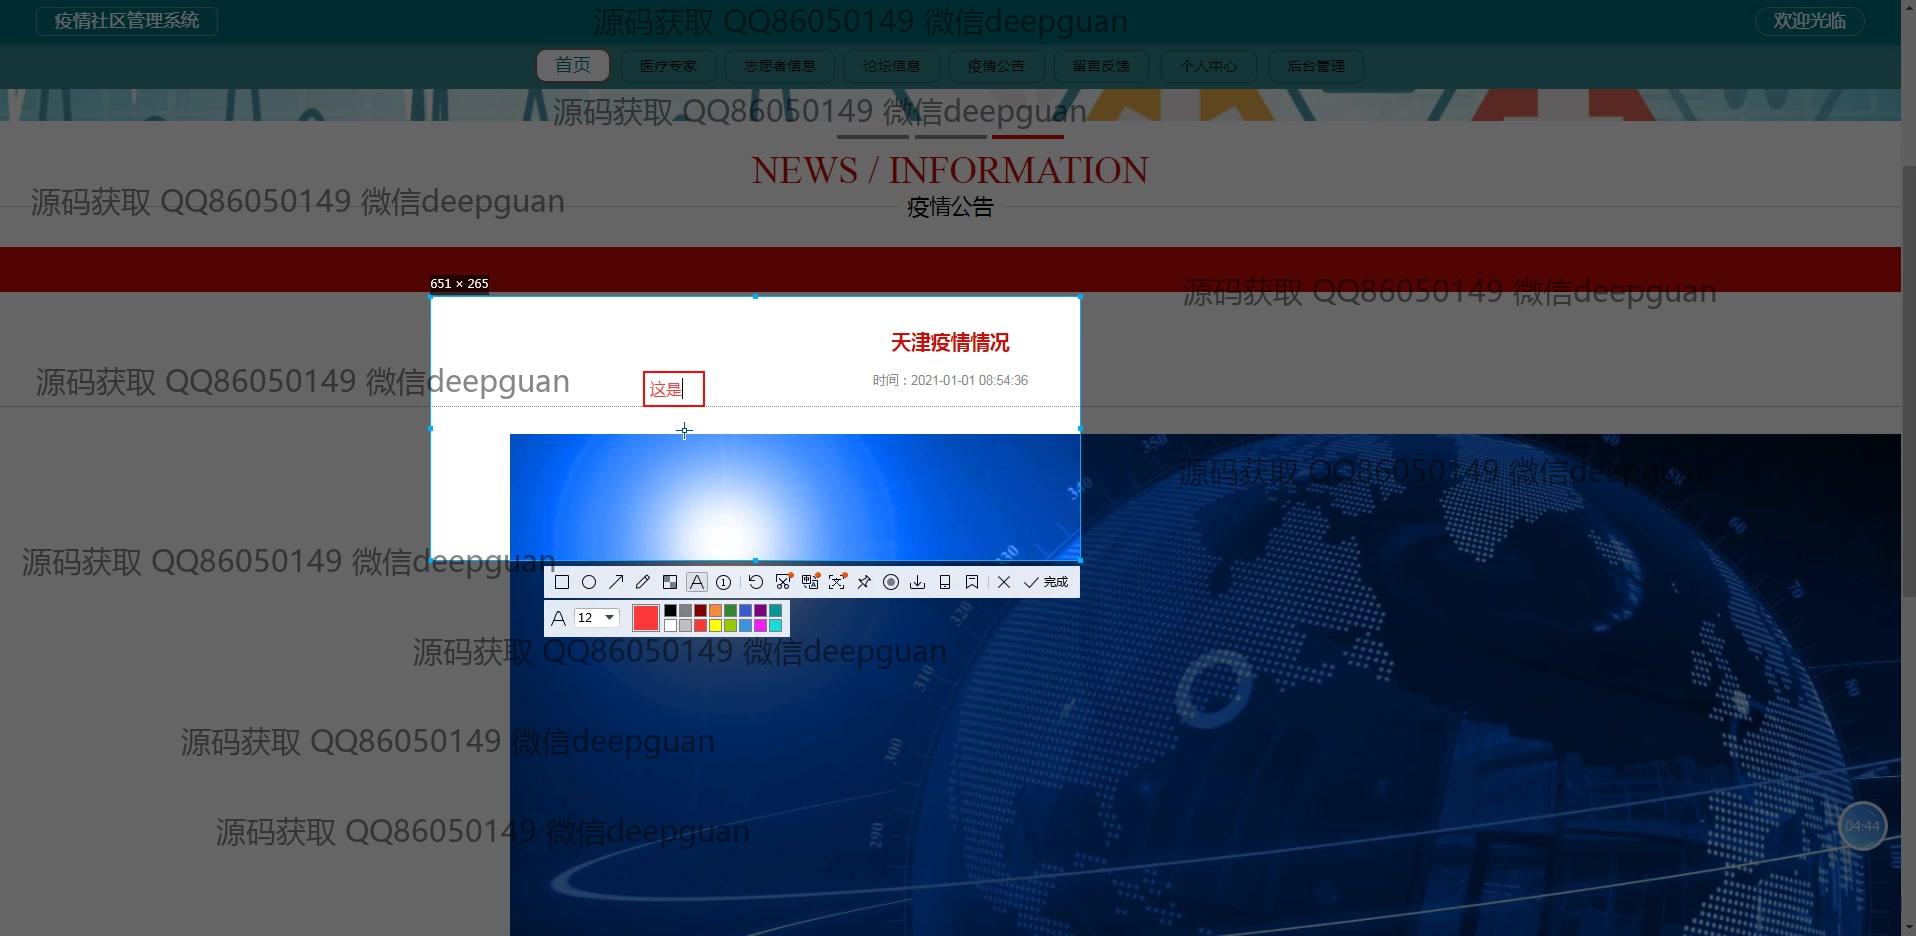 疫情社区管理系统
源码获取 QQ86050149 微信deepguan
欢迎光临
首页
医疗专家
志愿者信息
论坛信息
疫情公告
留言反馈
个人中心
后台管理
源码获取 QQ86050149 微信deepguan
NEWS / INFORMATION
源码获取 QQ86050149 微信deepguan
疫情公告
651 × 265
源码获取 QQ86050149 微信deepguan
天津疫情情况
源码获取 QQ86050149 微信deepguan
这是
时间：2021-01-01 08:54:36
350
40
源码获取 QQ86050149 微信deepguan
340
60
330
源码获取 QQ86050149 微信deepguan
完成
A 12
320
源码获取 QQ86050149 微信deepguan
310
80
源码获取 QQ86050149 微信deepguan
300
源码获取 QQ86050149 微信deepguan
290
04:44
100